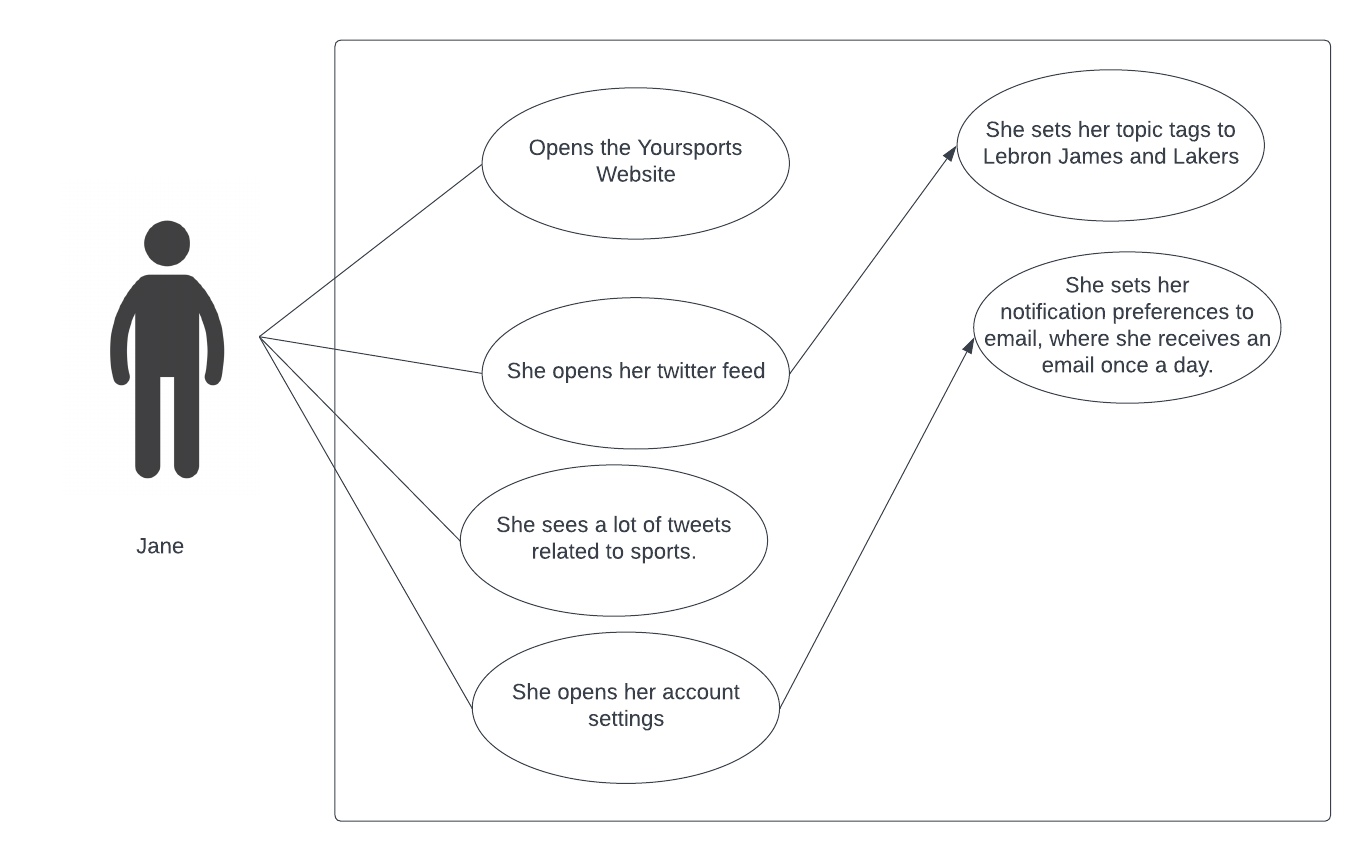 Opens the Yoursports
Website
She sets her topic tags to
Lebron James and Lakers
She opens her twitter feed
She sets her
notification preferences to
email, where she receives an
email once a day.
She sees a lot of tweets
related to sports.
She opens her account
settings
Jane